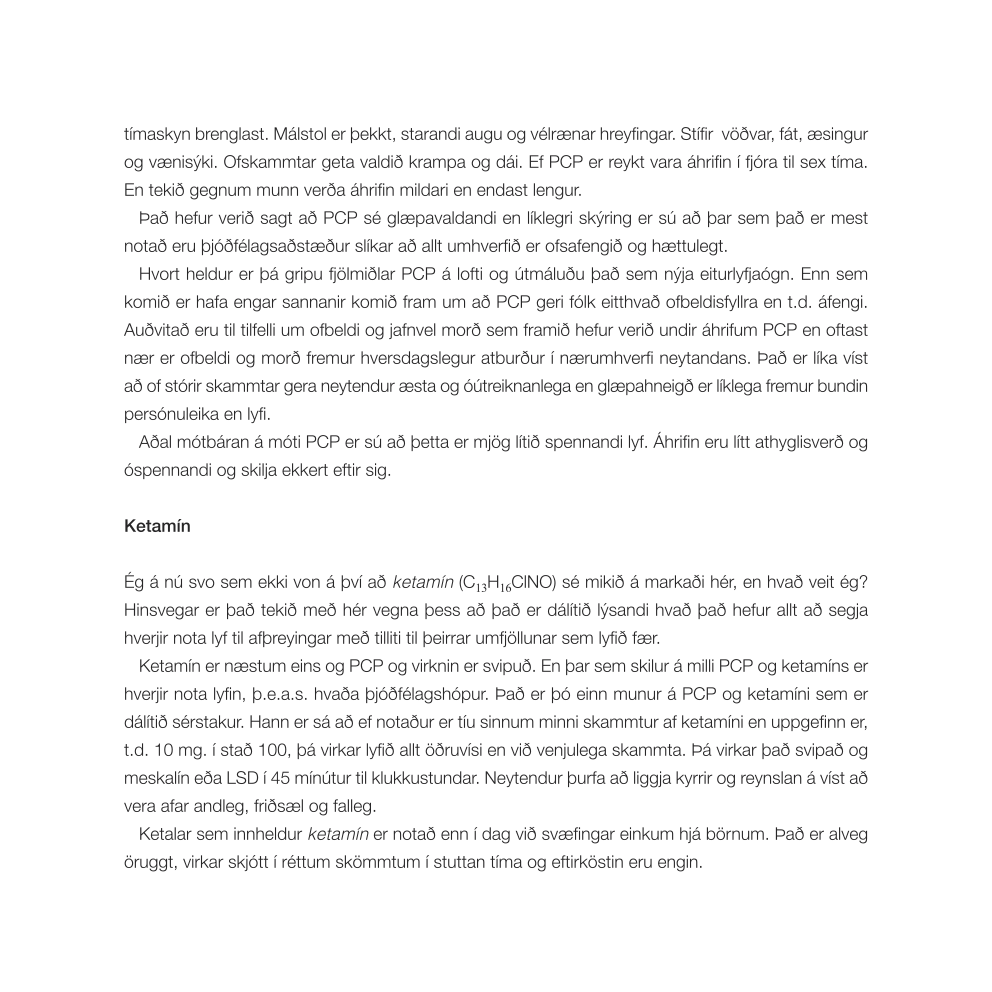 tímaskyn brenglast. Málstol er þekkt, starandi augu og vélrænar hreyfingar. Stífir  vöðvar, fát, æsingur
og vænisýki. Ofskammtar geta valdið krampa og dái. Ef PCP er reykt vara áhrifin í fjóra til sex tíma.
En tekið gegnum munn verða áhrifin mildari en endast lengur.
Það hefur verið sagt að PCP sé glæpavaldandi en líklegri skýring er sú að þar sem það er mest
notað eru þjóðfélagsaðstæður slíkar að allt umhverfið er ofsafengið og hættulegt.
Hvort heldur er þá gripu fjölmiðlar PCP á lofti og útmáluðu það sem nýja eiturlyfjaógn. Enn sem
komið er hafa engar sannanir komið fram um að PCP geri fólk eitthvað ofbeldisfyllra en t.d. áfengi.
Auðvitað eru til tilfelli um ofbeldi og jafnvel morð sem framið hefur verið undir áhrifum PCP en oftast
nær er ofbeldi og morð fremur hversdagslegur atburður í nærumhverfi neytandans. Það er líka víst
að of stórir skammtar gera neytendur æsta og óútreiknanlega en glæpahneigð er líklega fremur bundin
persónuleika en lyfi.
Aðal mótbáran á móti PCP er sú að þetta er mjög lítið spennandi lyf. Áhrifin eru lítt athyglisverð og
óspennandi og skilja ekkert eftir sig.
Ketamín
Ég á nú svo sem ekki von á því að ketamín (C₁₃H₁₆ClNO) sé mikið á markaði hér, en hvað veit ég?
Hinsvegar er það tekið með hér vegna þess að það er dálítið lýsandi hvað það hefur allt að segja
hverjir nota lyf til afþreyingar með tilliti til þeirrar umfjöllunar sem lyfið fær.
Ketamín er næstum eins og PCP og virknin er svipuð. En þar sem skilur á milli PCP og ketamíns er
hverjir nota lyfin, þ.e.a.s. hvaða þjóðfélagshópur. Það er þó einn munur á PCP og ketamíni sem er
dálítið sérstakur. Hann er sá að ef notaður er tíu sinnum minni skammtur af ketamíni en uppgefinn er,
t.d. 10 mg. í stað 100, þá virkar lyfið allt öðruvísi en við venjulega skammta. Þá virkar það svipað og
meskalín eða LSD í 45 mínútur til klukkustundar. Neytendur þurfa að liggja kyrrir og reynslan á víst að
vera afar andleg, friðsæl og falleg.
Ketalar sem innheldur ketamín er notað enn í dag við svæfingar einkum hjá börnum. Það er alveg
öruggt, virkar skjótt í réttum skömmtum í stuttan tíma og eftirköstin eru engin.